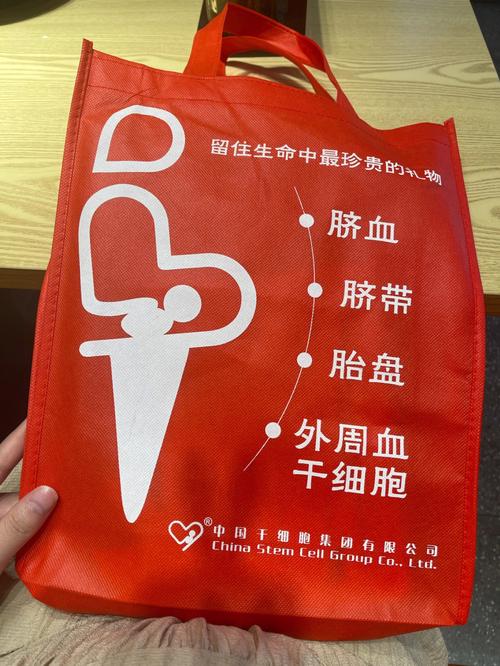 留住生命中最珍贵的礼物
脐血
脐带
胎盘
外周血
干细胞
®
中国干细胞集团有限公司
China Stem Cell Group Co., Ltd.